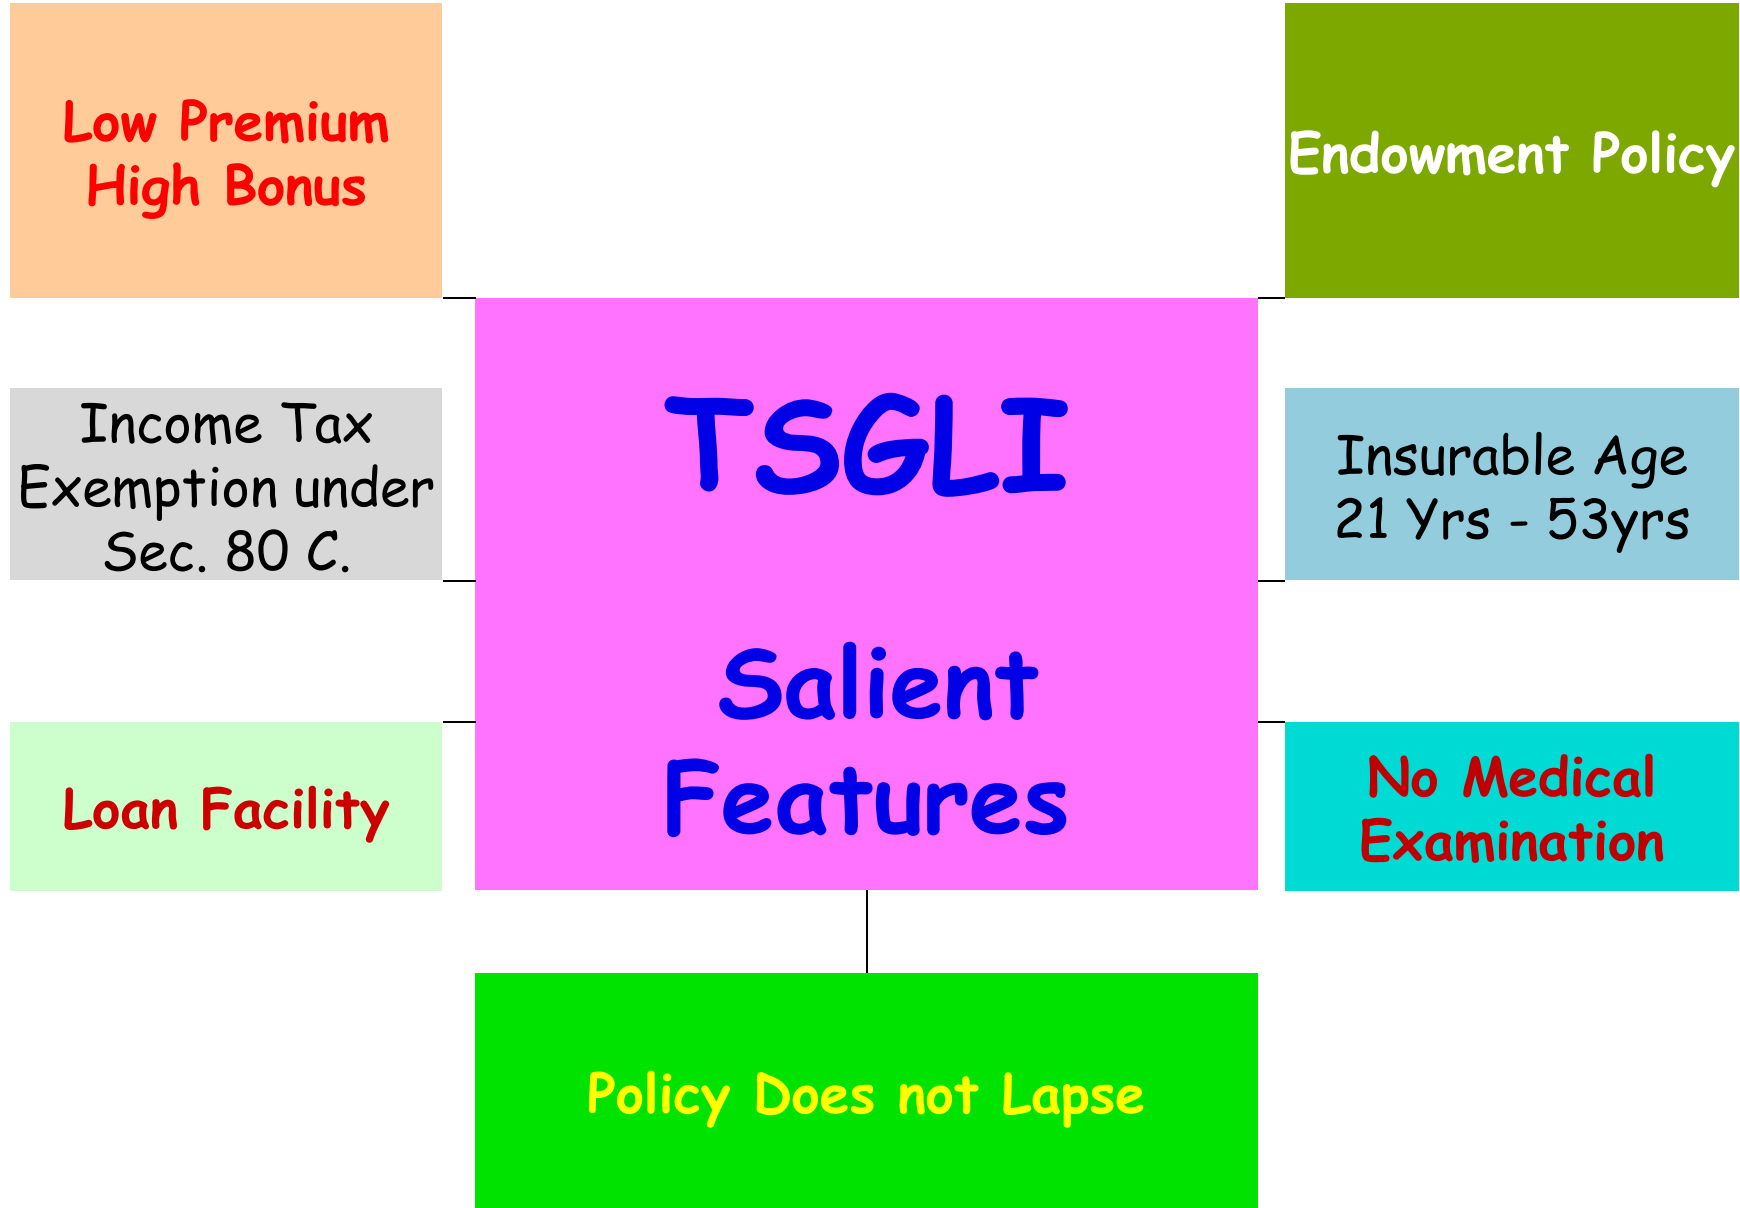 Low Premium
High Bonus
Endowment Policy
TSGLI
Salient
Features
Income Tax
Exemption under
Sec. 80 C.
Insurable Age
21 Yrs - 53yrs
Loan Facility
No Medical
Examination
Policy Does not Lapse